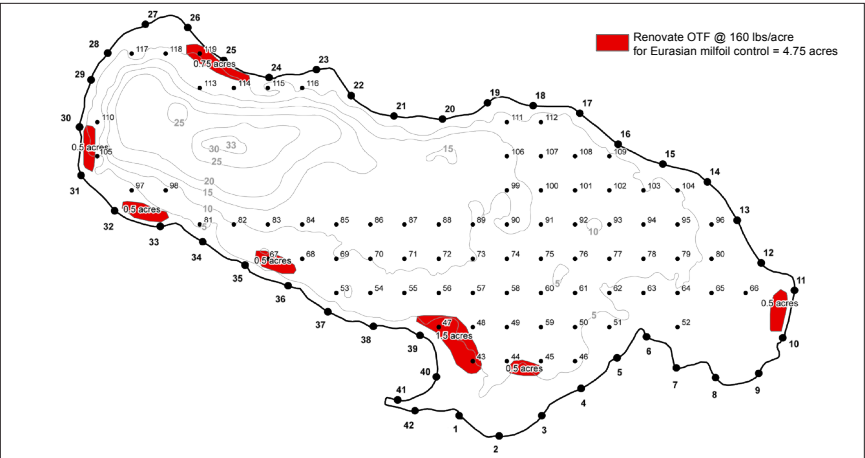 27
26
Renovate OTF @ 160 lbs/acre
for Eurasian milfoil control = 4.75 acres
28
117 118 119 25
0.75 acres
24 23
29
113 114 115 116
22
19 18 17
21 20
25
30
110
111 112
16
30 33
15
0.5 acres
105
25
106 107 108 109
15
20
14
31
97 98
15
99 100 101 102 103 104
32
0.5 acres
10
13
33
81
5
82 83 84 85 86 87 88 89 90 91 92 93 94 95 96
10
34
12
35
67
0.5 acres
68 69 70 71 72 73 74 75 76 77 78 79 80
5
11
36
53 54 55 56 57 58 60 61 62 63 64 65 66
0.5 acres
37
5
38
47
1.5 acres
48 49 59 50 51 52
39
6
10
43 44 45 46
0.5 acres
5
7
40
8
9
41
4
42
1
3
2